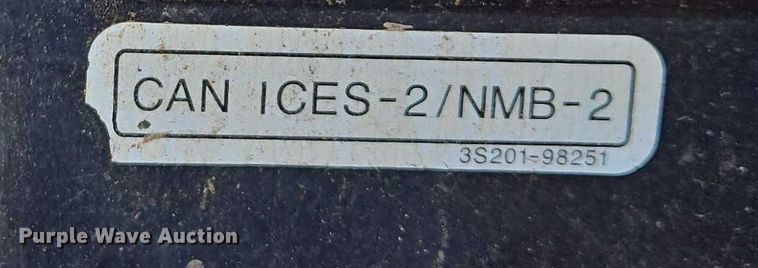 CAN ICES-2/NMB-2
3S201-98251
Purple Wave Auction